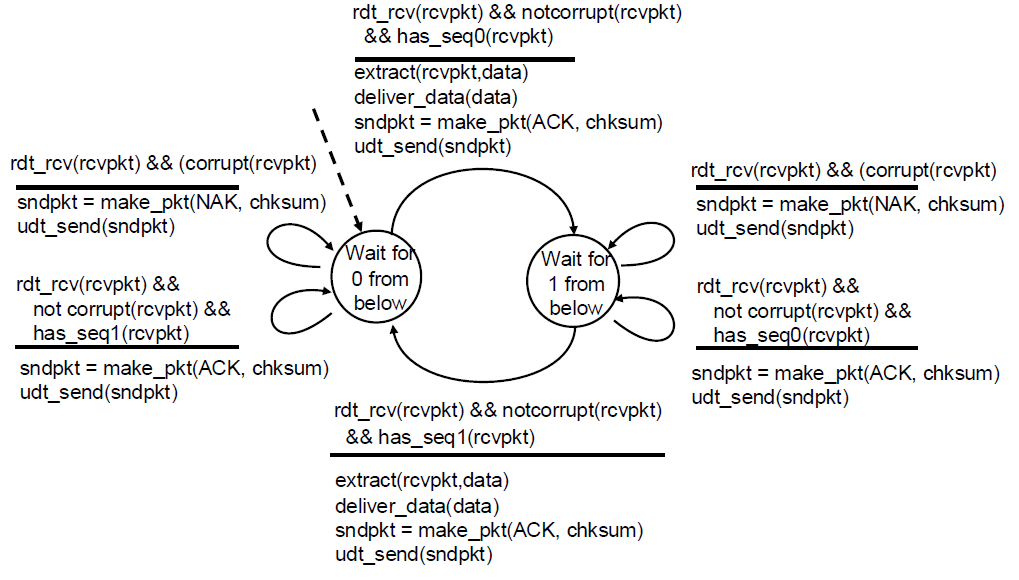 rdt_rcv(rcvpkt) && notcorrupt(rcvpkt)
&& has_seq0(rcvpkt)
extract(rcvpkt,data)
deliver_data(data)
sndpkt = make_pkt(ACK, chksum)
udt_send(sndpkt)
rdt_rcv(rcvpkt) && (corrupt(rcvpkt)
sndpkt = make_pkt(NAK, chksum)
udt_send(sndpkt)
rdt_rcv(rcvpkt) &&
not corrupt(rcvpkt) &&
has_seq1(rcvpkt)
sndpkt = make_pkt(ACK, chksum)
udt_send(sndpkt)
Wait for
0 from
below
Wait for
1 from
below
rdt_rcv(rcvpkt) && (corrupt(rcvpkt)
sndpkt = make_pkt(NAK, chksum)
udt_send(sndpkt)
rdt_rcv(rcvpkt) &&
not corrupt(rcvpkt) &&
has_seq0(rcvpkt)
sndpkt = make_pkt(ACK, chksum)
udt_send(sndpkt)
rdt_rcv(rcvpkt) && notcorrupt(rcvpkt)
&& has_seq1(rcvpkt)
extract(rcvpkt,data)
deliver_data(data)
sndpkt = make_pkt(ACK, chksum)
udt_send(sndpkt)